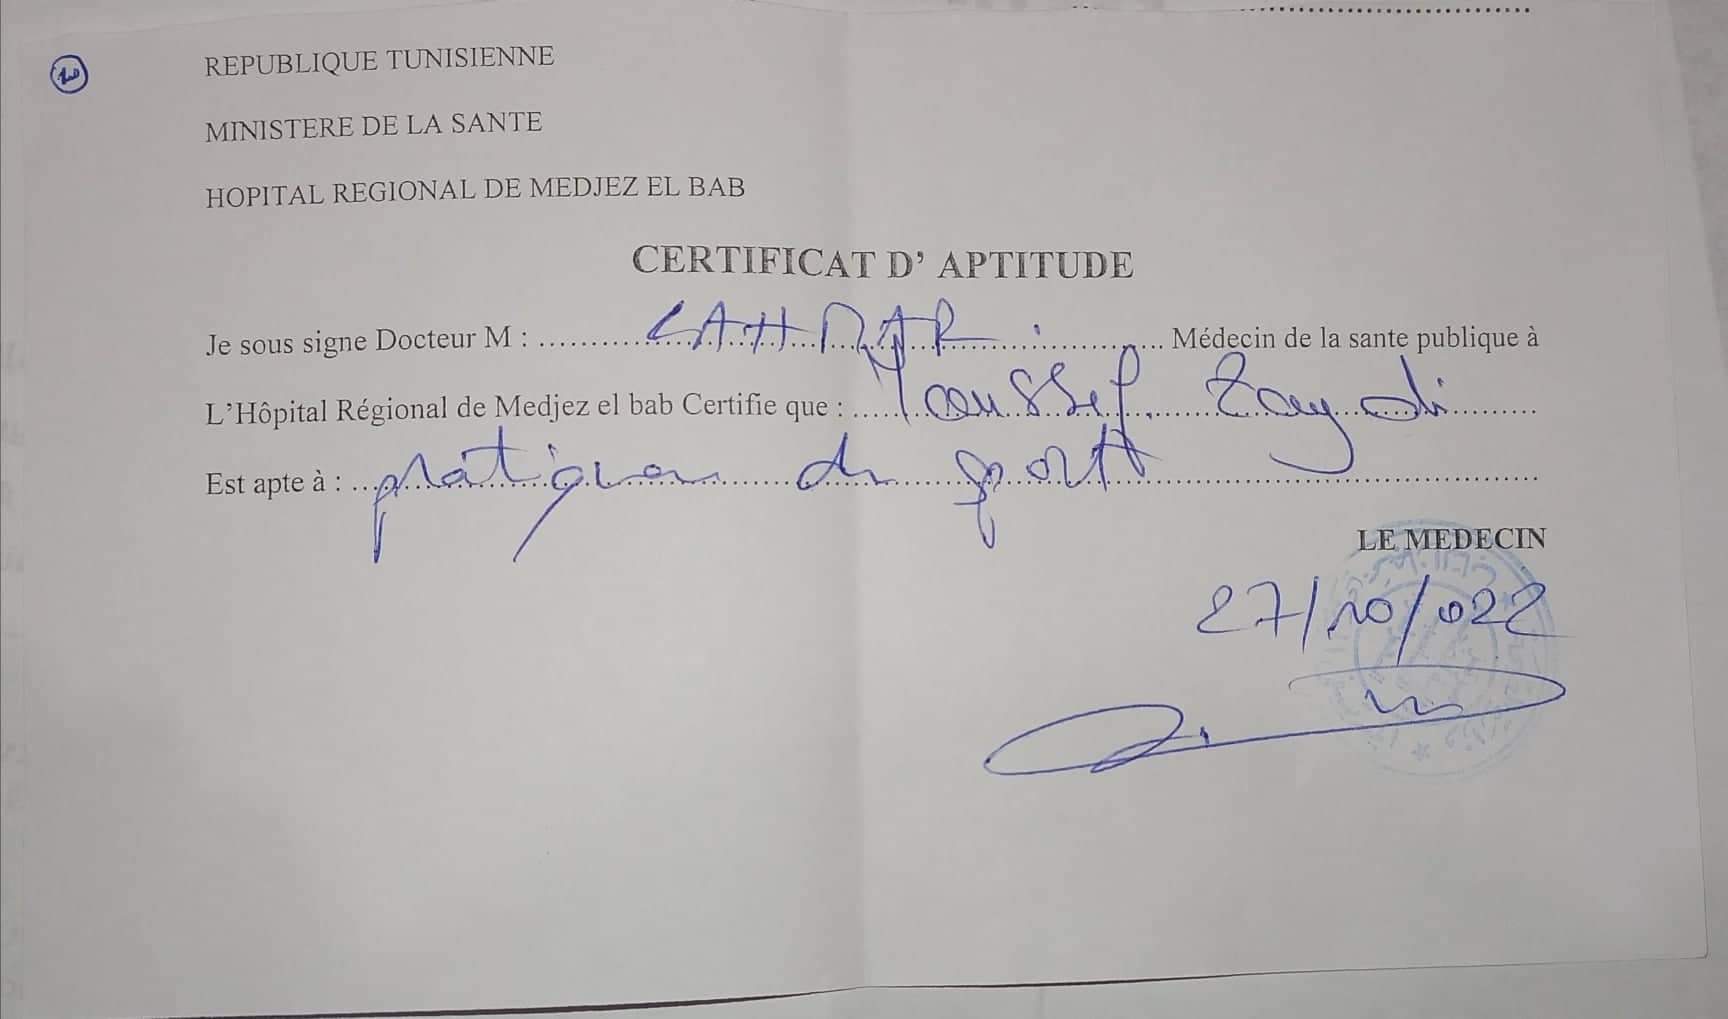 REPUBLIQUE TUNISIENNE
MINISTERE DE LA SANTE
HOPITAL REGIONAL DE MEDJEZ EL BAB
CERTIFICAT D' APTITUDE
Je sous signe Docteur M : .......... Médecin de la sante publique à
L'Hôpital Régional de Medjez el bab Certifie que : Youssef Zaydi
Est apte à : pratiquer du sport
LE MEDECIN
27/10/022